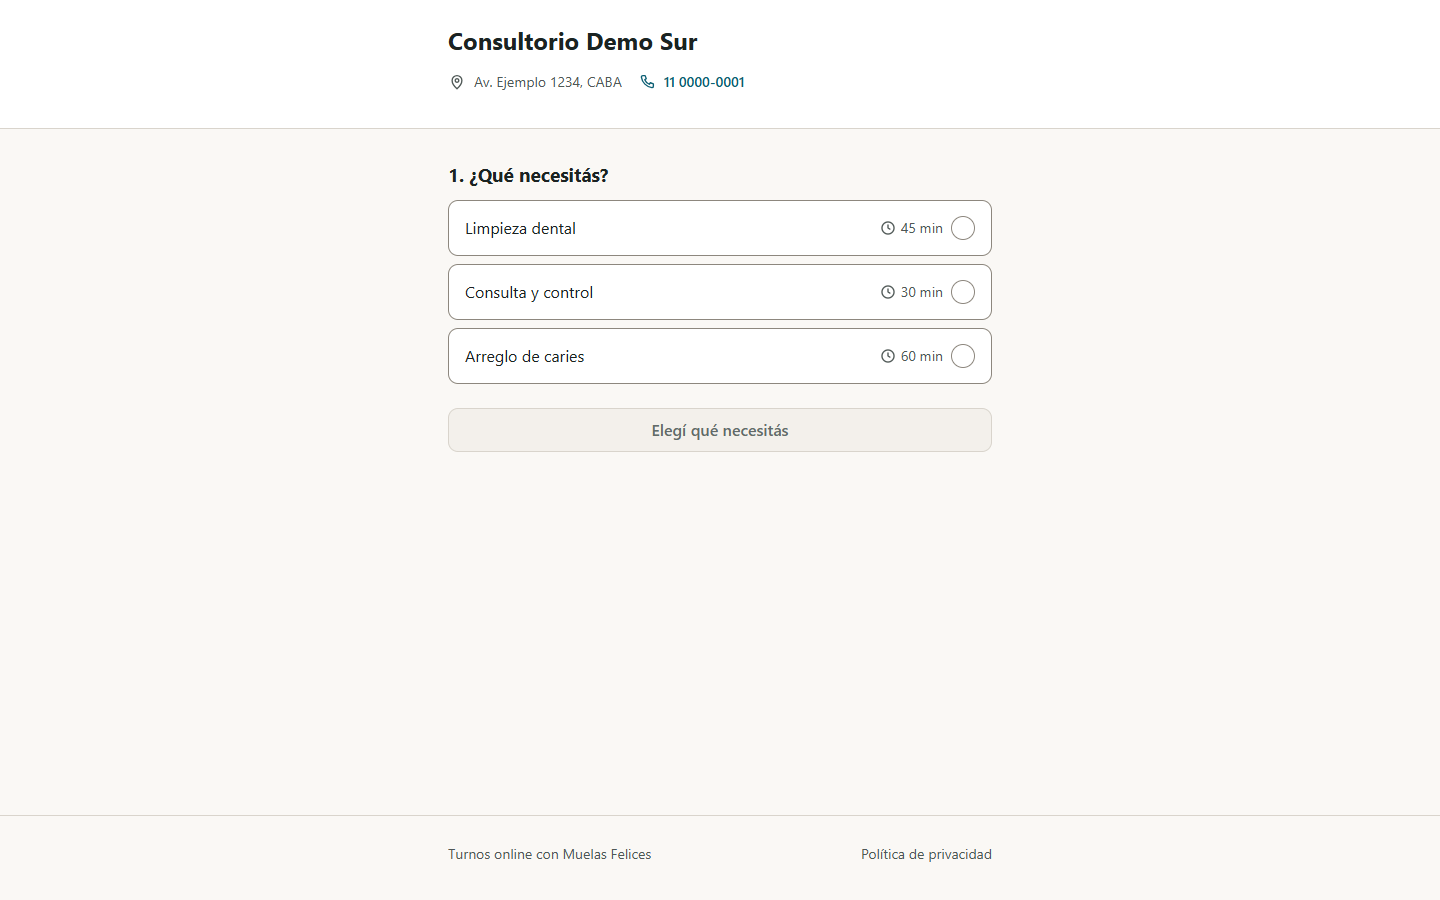 Consultorio Demo Sur
Av. Ejemplo 1234, CABA 11 0000-0001
1. ¿Qué necesitás?
Limpieza dental 45 min
Consulta y control 30 min
Arreglo de caries 60 min
Elegí qué necesitás
Turnos online con Muelas Felices Política de privacidad